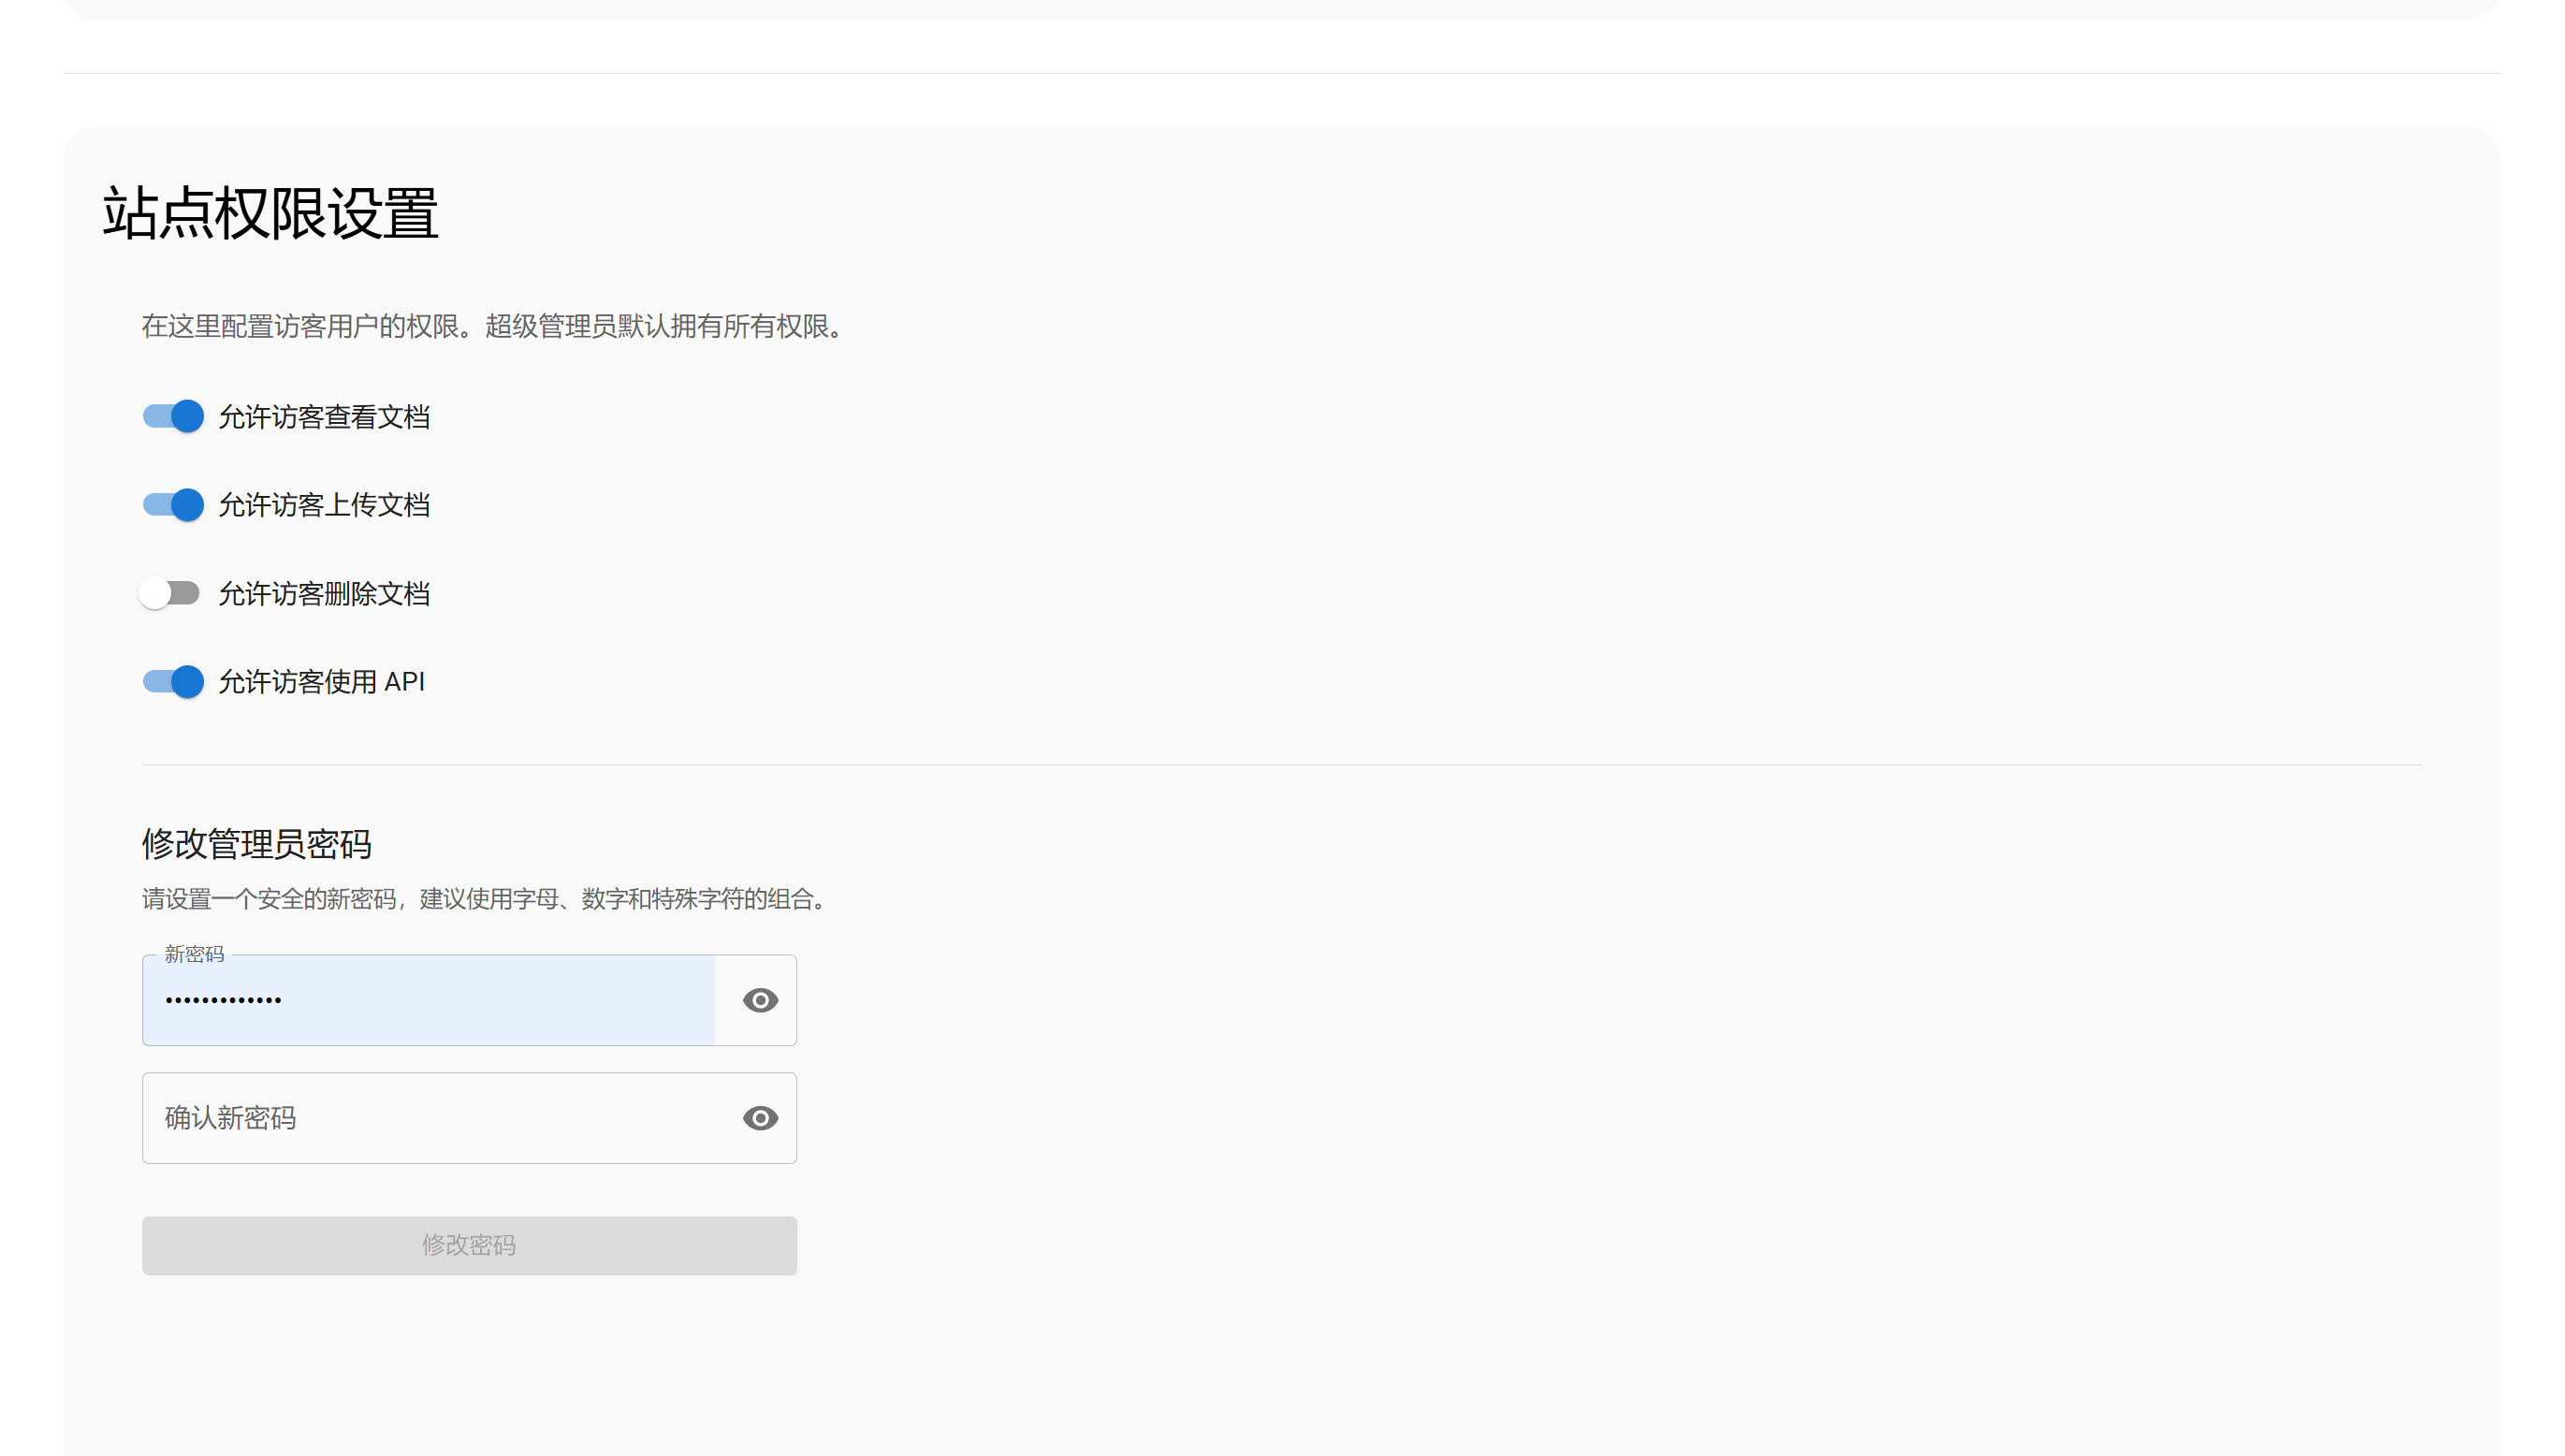 站点权限设置
在这里配置访客用户的权限。超级管理员默认拥有所有权限。
允许访客查看文档
允许访客上传文档
允许访客删除文档
允许访客使用 API
修改管理员密码
请设置一个安全的新密码，建议使用字母、数字和特殊字符的组合。
新密码
•••••••••••••
确认新密码
修改密码